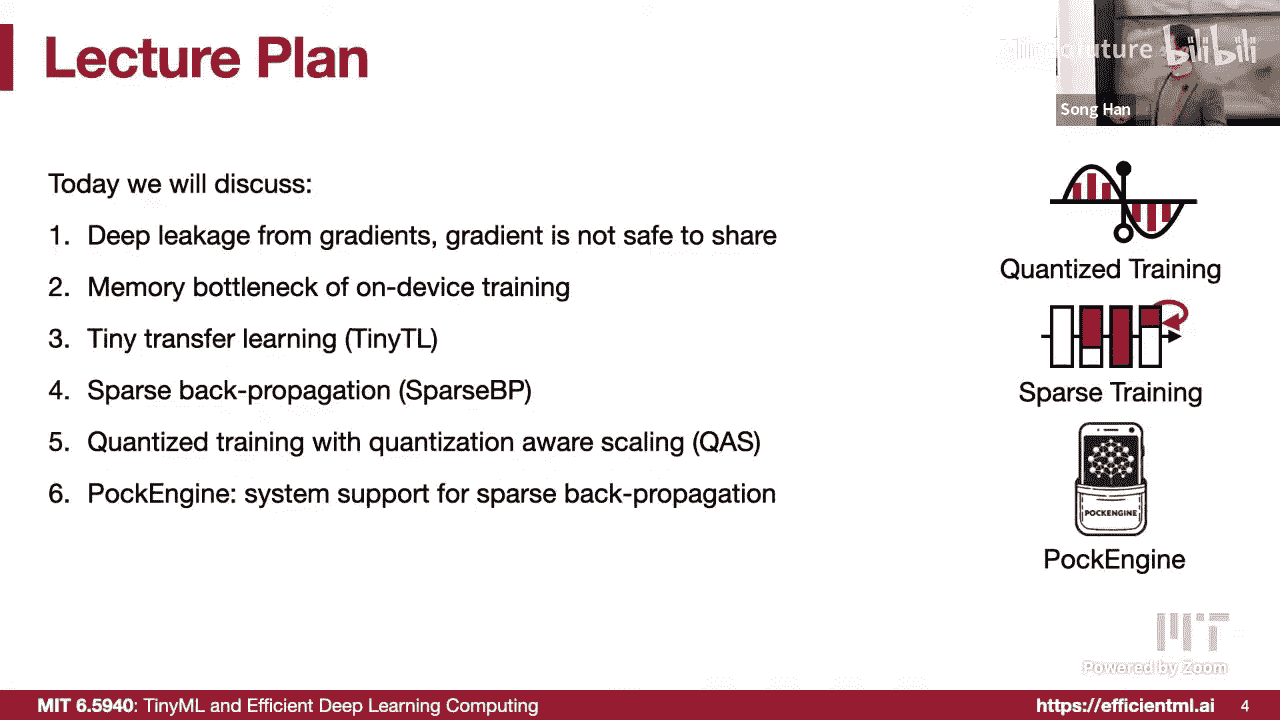 Lecture Plan
bilibili
Song Han
Today we will discuss:
1. Deep leakage from gradients, gradient is not safe to share
2. Memory bottleneck of on-device training
3. Tiny transfer learning (TinyTL)
4. Sparse back-propagation (SparseBP)
5. Quantized training with quantization aware scaling (QAS)
6. PockEngine: system support for sparse back-propagation
Quantized Training
Sparse Training
POCKENGINE
PockEngine
MIT
Powered by Zoom
MIT 6.5940: TinyML and Efficient Deep Learning Computing
https://efficientml.ai 4